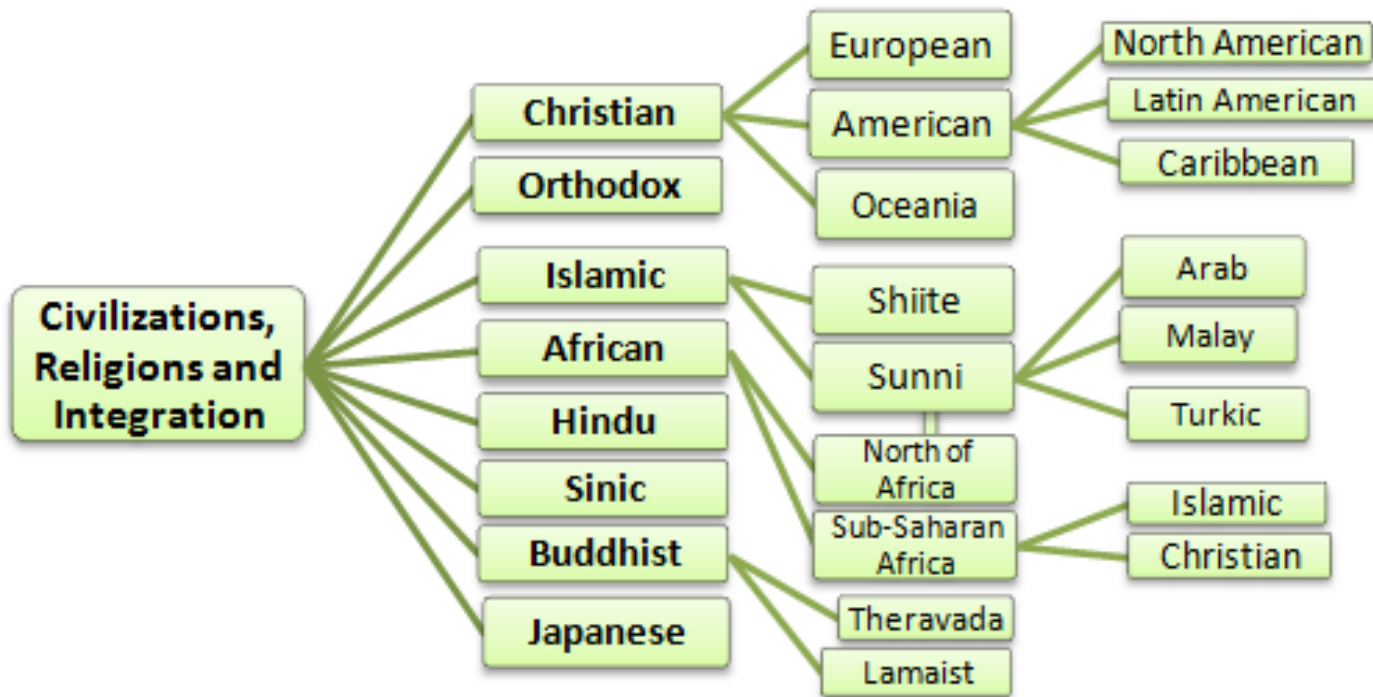 Civilizations,
Religions and
Integration
Christian
Orthodox
Islamic
African
Hindu
Sinic
Buddhist
Japanese
European
American
Oceania
Shiite
Sunni
North of
Africa
Sub-Saharan
Africa
Theravada
Lamaist
North American
Latin American
Caribbean
Arab
Malay
Turkic
Islamic
Christian